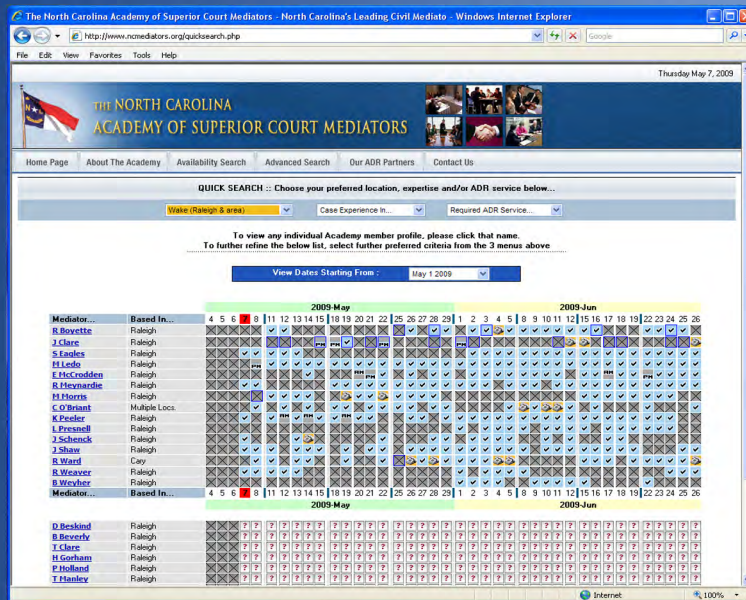 The North Carolina Academy of Superior Court Mediators - North Carolina's Leading Civil Mediato - Windows Internet Explorer
http://www.ncmediators.org/quicksearch.php
Google
File Edit View Favorites Tools Help
Thursday May 7, 2009
THE NORTH CAROLINA
ACADEMY OF SUPERIOR COURT MEDIATORS
Home Page About The Academy Availability Search Advanced Search Our ADR Partners Contact Us
QUICK SEARCH :: Choose your preferred location, expertise and/or ADR service below...
Wake (Raleigh & area) Case Experience In... Required ADR Service...
To view any individual Academy member profile, please click that name.
To further refine the below list, select further preferred criteria from the 3 menus above
View Dates Starting From : May 1 2009
2009-May 2009-Jun
Mediator... Based In... 4 5 6 7 8 11 12 13 14 15 18 19 20 21 22 25 26 27 28 29 1 2 3 4 5 8 9 10 11 12 15 16 17 18 19 22 23 24 25 26
R Boyette Raleigh
J Clare Raleigh
S Eagles Raleigh
M Ledo Raleigh
E McCrodden Raleigh
R Meynardie Raleigh
M Morris Raleigh
C O'Briant Multiple Locs.
K Peeler Raleigh
L Presnell Raleigh
J Schenck Raleigh
J Shaw Raleigh
R Ward Cary
R Weaver Raleigh
B Weyher Raleigh
Mediator... Based In... 4 5 6 7 8 11 12 13 14 15 18 19 20 21 22 25 26 27 28 29 1 2 3 4 5 8 9 10 11 12 15 16 17 18 19 22 23 24 25 26
2009-May 2009-Jun
D Beskind Raleigh
B Beverly Raleigh
T Clare Raleigh
H Gorham Raleigh
P Holland Raleigh
T Manley Raleigh
Internet 100%